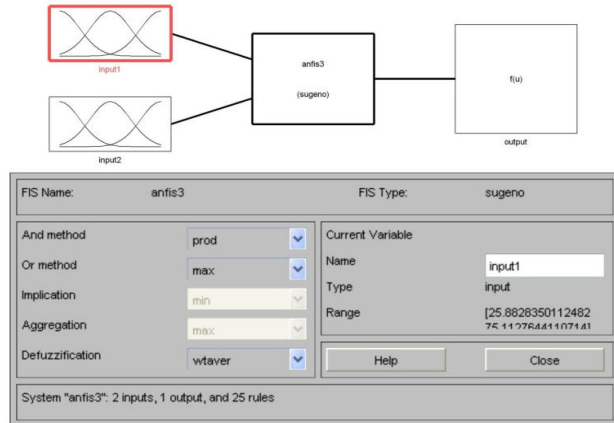 input1
anfis3
(sugeno)
f(u)
input2
output
FIS Name: anfis3 FIS Type: sugeno
And method prod
Or method max
Implication min
Aggregation max
Defuzzification wtaver
Current Variable
Name input1
Type input
Range [25.8828350112482
75.1127644110714]
Help Close
System "anfis3": 2 inputs, 1 output, and 25 rules